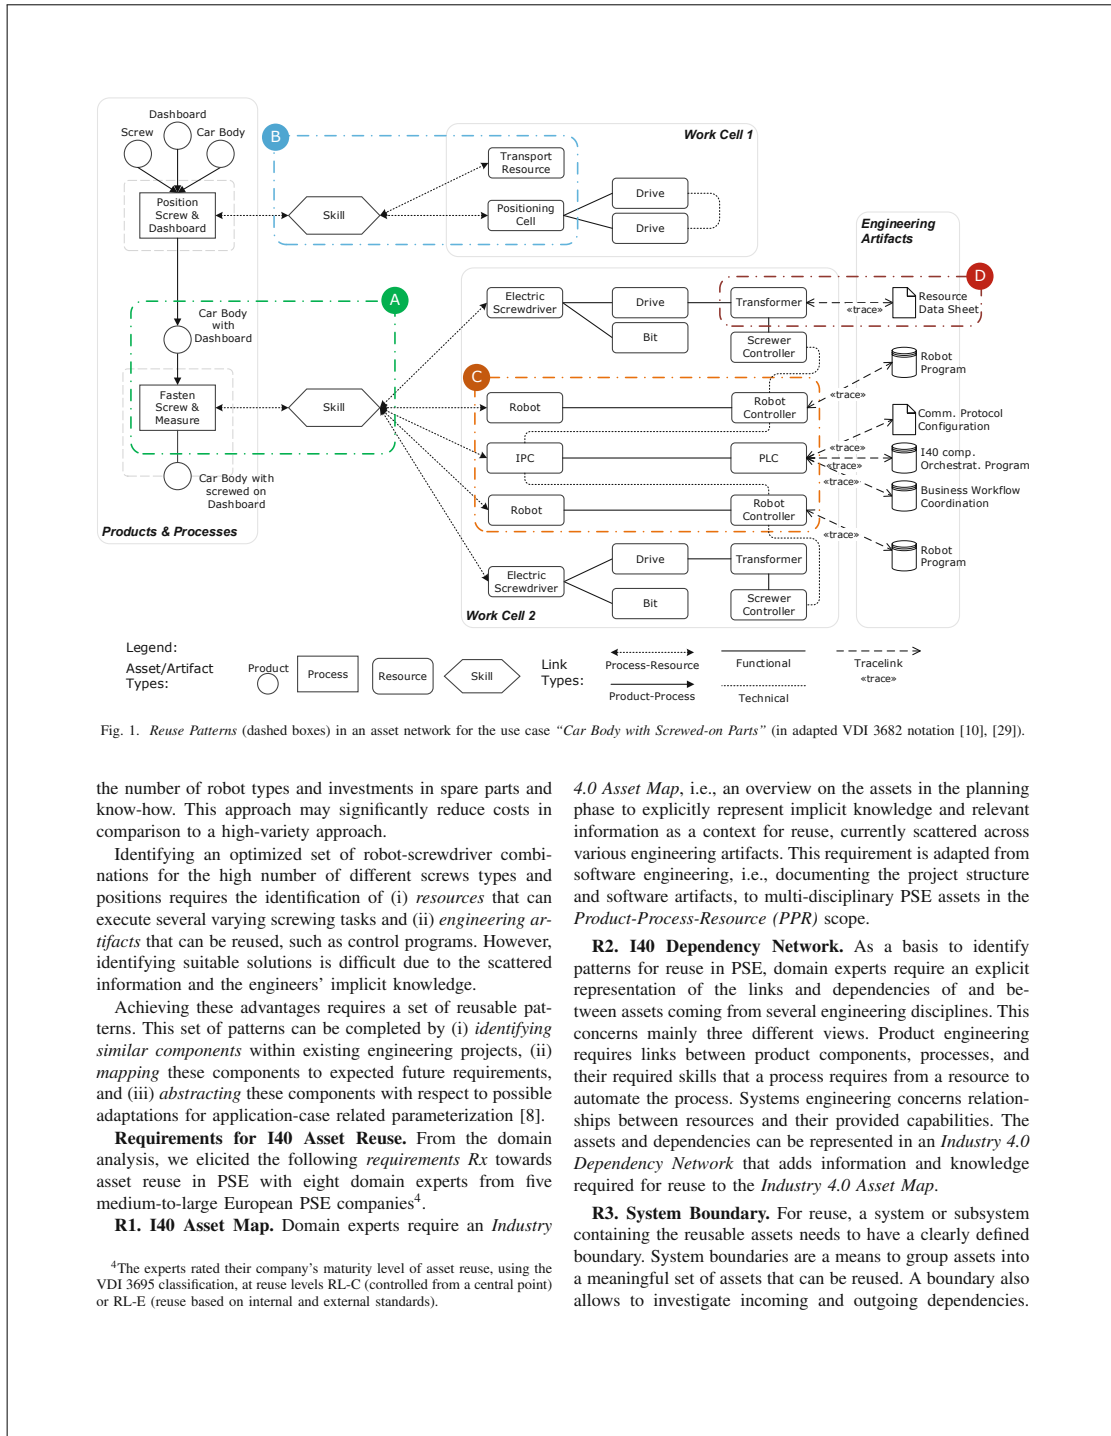 Dashboard
Screw
Car Body
B
Work Cell 1
Transport
Resource
Position
Screw &
Dashboard
Skill
Positioning
Cell
Drive
Drive
Engineering
Artifacts
A
D
Car Body
with
Dashboard
Electric
Screwdriver
Drive
Transformer
«trace»
Resource
Data Sheet
Bit
Screwer
Controller
Robot
Program
C
Fasten
Screw &
Measure
Skill
Robot
Robot
Controller
«trace»
Comm. Protocol
Configuration
IPC
PLC
«trace»
«trace»
«trace»
I40 comp.
Orchestrat. Program
Car Body with
screwed on
Dashboard
Business Workflow
Coordination
Robot
Robot
Controller
«trace»
Products & Processes
Robot
Program
Electric
Screwdriver
Drive
Transformer
Bit
Screwer
Controller
Work Cell 2
Legend:
Asset/Artifact
Types:
Product
Process
Resource
Skill
Link
Types:
Process-Resource
Product-Process
Functional
Technical
Tracelink
«trace»
Fig. 1. Reuse Patterns (dashed boxes) in an asset network for the use case “Car Body with Screwed-on Parts” (in adapted VDI 3682 notation [10], [29]).
the number of robot types and investments in spare parts and
know-how. This approach may significantly reduce costs in
comparison to a high-variety approach.
Identifying an optimized set of robot-screwdriver combi-
nations for the high number of different screws types and
positions requires the identification of (i) resources that can
execute several varying screwing tasks and (ii) engineering ar-
tifacts that can be reused, such as control programs. However,
identifying suitable solutions is difficult due to the scattered
information and the engineers’ implicit knowledge.
Achieving these advantages requires a set of reusable pat-
terns. This set of patterns can be completed by (i) identifying
similar components within existing engineering projects, (ii)
mapping these components to expected future requirements,
and (iii) abstracting these components with respect to possible
adaptations for application-case related parameterization [8].
Requirements for I40 Asset Reuse. From the domain
analysis, we elicited the following requirements Rx towards
asset reuse in PSE with eight domain experts from five
medium-to-large European PSE companies4.
R1. I40 Asset Map. Domain experts require an Industry
4The experts rated their company’s maturity level of asset reuse, using the
VDI 3695 classification, at reuse levels RL-C (controlled from a central point)
or RL-E (reuse based on internal and external standards).
4.0 Asset Map, i.e., an overview on the assets in the planning
phase to explicitly represent implicit knowledge and relevant
information as a context for reuse, currently scattered across
various engineering artifacts. This requirement is adapted from
software engineering, i.e., documenting the project structure
and software artifacts, to multi-disciplinary PSE assets in the
Product-Process-Resource (PPR) scope.
R2. I40 Dependency Network. As a basis to identify
patterns for reuse in PSE, domain experts require an explicit
representation of the links and dependencies of and be-
tween assets coming from several engineering disciplines. This
concerns mainly three different views. Product engineering
requires links between product components, processes, and
their required skills that a process requires from a resource to
automate the process. Systems engineering concerns relation-
ships between resources and their provided capabilities. The
assets and dependencies can be represented in an Industry 4.0
Dependency Network that adds information and knowledge
required for reuse to the Industry 4.0 Asset Map.
R3. System Boundary. For reuse, a system or subsystem
containing the reusable assets needs to have a clearly defined
boundary. System boundaries are a means to group assets into
a meaningful set of assets that can be reused. A boundary also
allows to investigate incoming and outgoing dependencies.